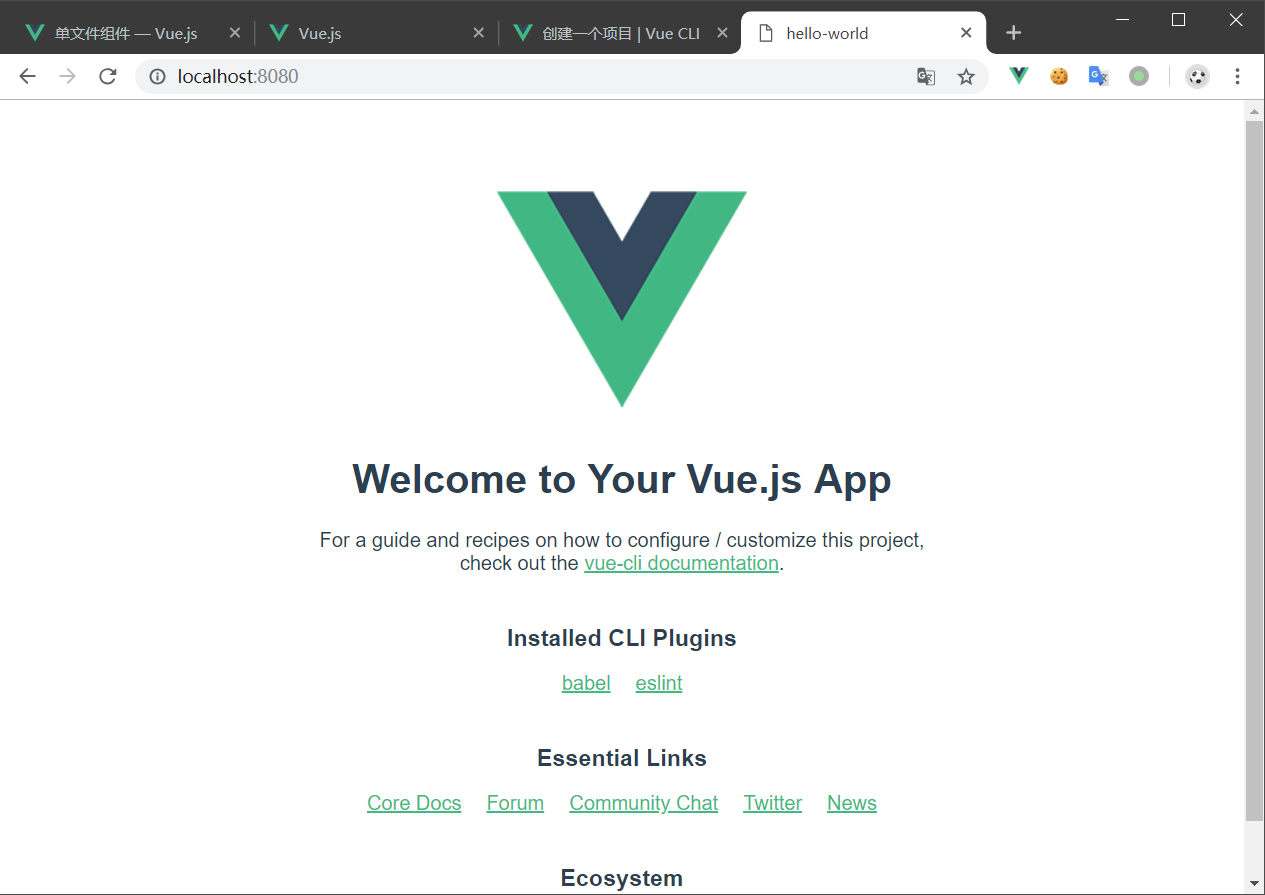 单文件组件 — Vue.js
Vue.js
创建一个项目 | Vue CLI
hello-world
localhost:8080
Welcome to Your Vue.js App
For a guide and recipes on how to configure / customize this project,
check out the vue-cli documentation.
Installed CLI Plugins
babel eslint
Essential Links
Core Docs Forum Community Chat Twitter News
Ecosystem